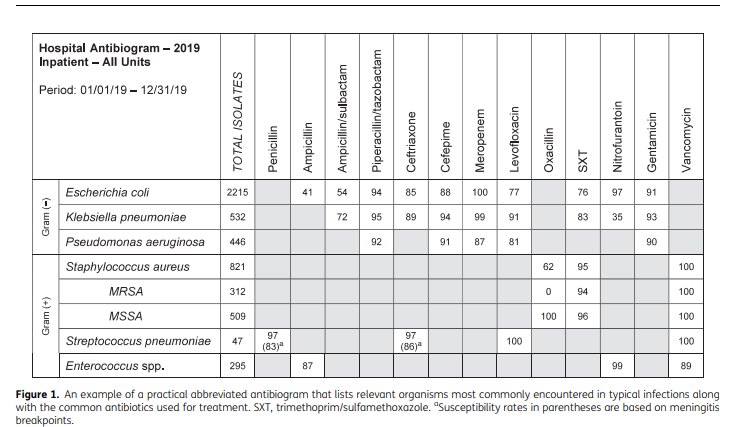 Hospital Antibiogram – 2019
Inpatient – All Units
Period: 01/01/19 – 12/31/19
TOTAL ISOLATES
Penicillin
Ampicillin
Ampicillin/sulbactam
Piperacillin/tazobactam
Ceftriaxone
Cefepime
Meropenem
Levofloxacin
Oxacillin
SXT
Nitrofurantoin
Gentamicin
Vancomycin
Gram (–)
Escherichia coli 2215 41 54 94 85 88 100 77 76 97 91
Klebsiella pneumoniae 532 72 95 89 94 99 91 83 35 93
Pseudomonas aeruginosa 446 92 91 87 81 90
Gram (+)
Staphylococcus aureus 821 62 95 100
MRSA 312 0 94 100
MSSA 509 100 96 100
Streptococcus pneumoniae 47 97 (83)a 97 (86)a 100 100
Enterococcus spp. 295 87 99 89
Figure 1. An example of a practical abbreviated antibiogram that lists relevant organisms most commonly encountered in typical infections along
with the common antibiotics used for treatment. SXT, trimethoprim/sulfamethoxazole. aSusceptibility rates in parentheses are based on meningitis
breakpoints.